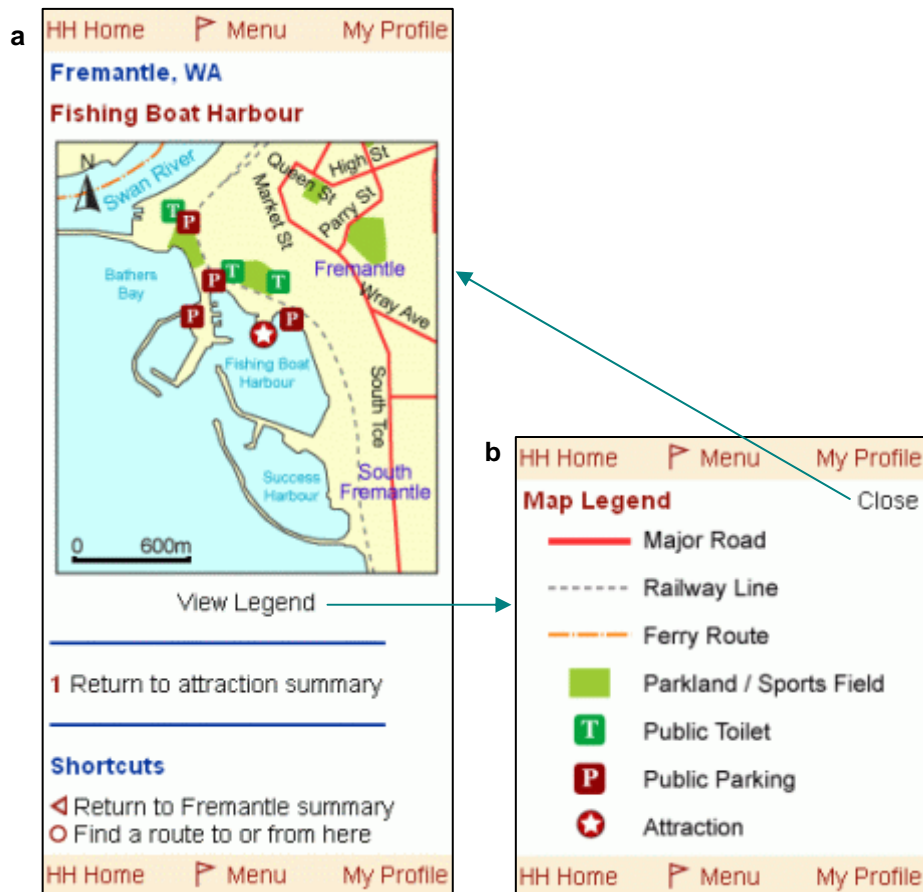 a
HH Home Menu My Profile
Fremantle, WA
Fishing Boat Harbour
N
Swan River
Queen St
High St
Market St
Parry St
T
P
Bathers
Bay
P
T
T
Fremantle
Wray Ave
P
P
Fishing Boat
Harbour
South Tce
Success
Harbour
South
Fremantle
0 600m
View Legend
1 Return to attraction summary
Shortcuts
Return to Fremantle summary
Find a route to or from here
HH Home Menu My Profile
b
HH Home Menu My Profile
Map Legend Close
Major Road
Railway Line
Ferry Route
Parkland / Sports Field
T Public Toilet
P Public Parking
Attraction
HH Home Menu My Profile